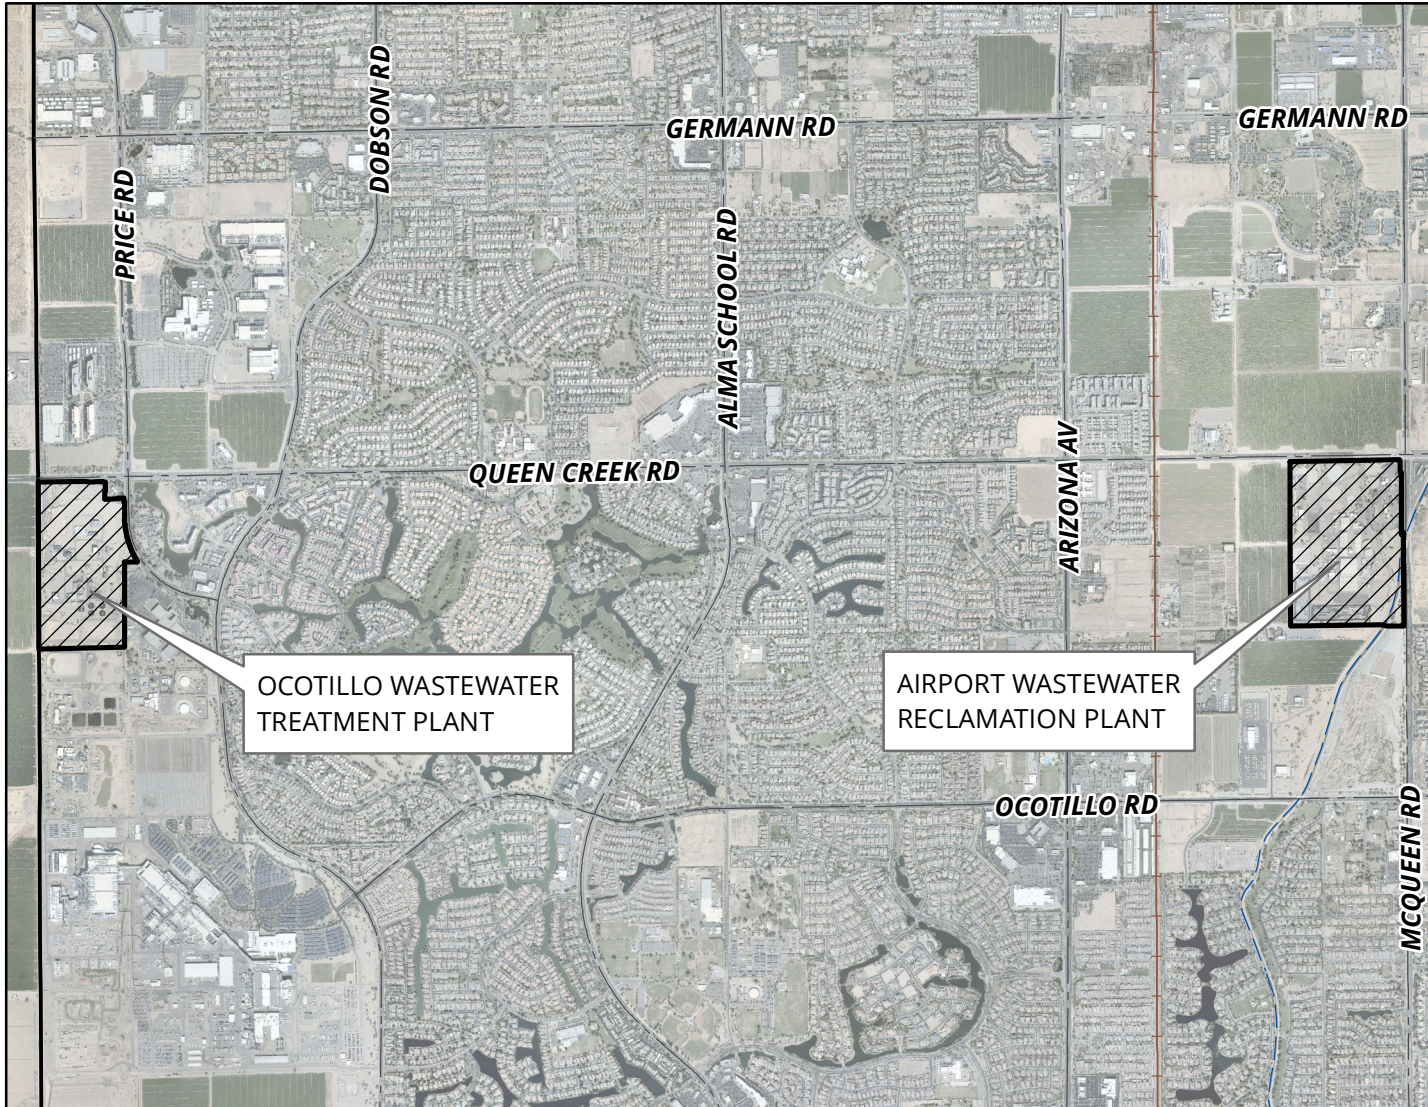 GERMANN RD
GERMANN RD
DOBSON RD
PRICE RD
ALMA SCHOOL RD
QUEEN CREEK RD
ARIZONA AV
OCOTILLO WASTEWATER
TREATMENT PLANT
AIRPORT WASTEWATER
RECLAMATION PLANT
OCOTILLO RD
MCQUEEN RD